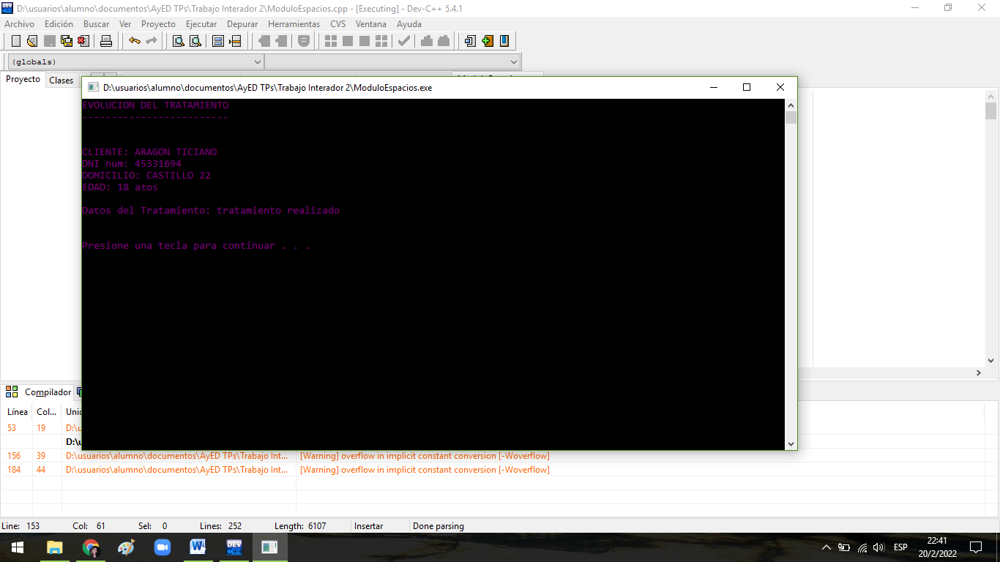 D:\usuarios\alumno\documentos\AyED TPs\Trabajo Interador 2\ModuloEspacios.cpp - [Executing] - Dev-C++ 5.4.1
Archivo Edición Buscar Ver Proyecto Ejecutar Depurar Herramientas CVS Ventana Ayuda
(globals)
Proyecto Clases
D:\usuarios\alumno\documentos\AyED TPs\Trabajo Interador 2\ModuloEspacios.exe
EVOLUCION DEL TRATAMIENTO
-------------------------
CLIENTE: ARAGON TICIANO
DNI num: 45331694
DOMICILIO: CASTILLO 22
EDAD: 18 a±os
Datos del Tratamiento: tratamiento realizado
Presione una tecla para continuar . . .
Compilador
Línea Col... Unid
53 19 D:\u
D:\u
156 39 D:\usuarios\alumno\documentos\AyED TPs\Trabajo Int... [Warning] overflow in implicit constant conversion [-Woverflow]
184 44 D:\usuarios\alumno\documentos\AyED TPs\Trabajo Int... [Warning] overflow in implicit constant conversion [-Woverflow]
Line: 153 Col: 61 Sel: 0 Lines: 252 Length: 6107 Insertar Done parsing
DEV
ESP
22:41
20/2/2022